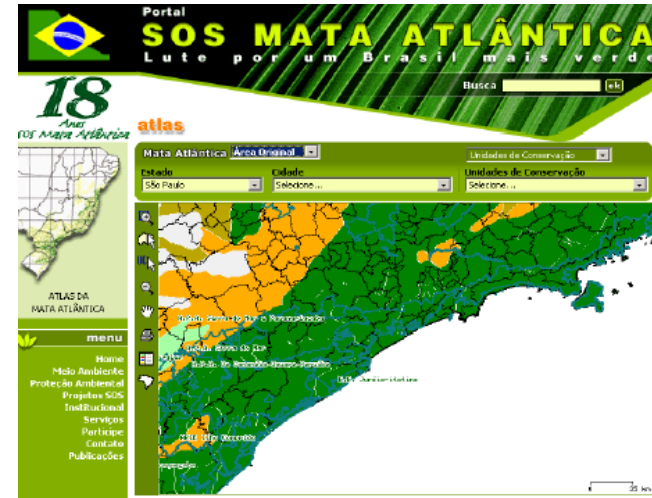 Portal
SOS MATA ATLÂNTICA
Lute por um Brasil mais verde
Busca
ok
18
Anos
SOS Mata Atlântica
atlas
Mata Atlântica
Área Original
Unidades de Conservação
Estado
Cidade
Unidades de Conservação
São Paulo
Selecione...
Selecione...
ATLAS DA
MATA ATLÂNTICA
menu
Home
Meio Ambiente
Proteção Ambiental
Projetos SOS
Institucional
Serviços
Participe
Contato
Publicações
25 km